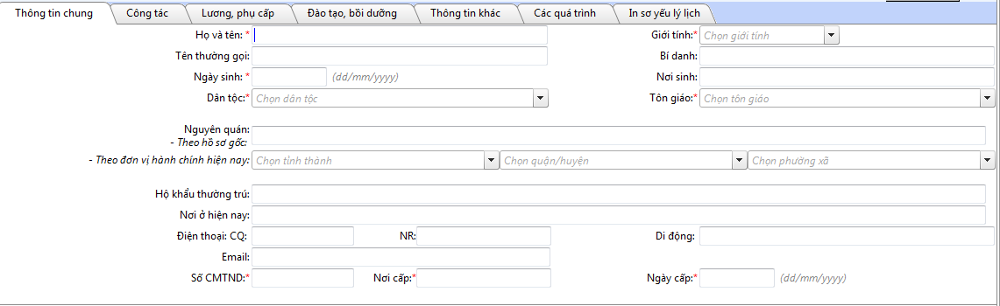 Thông tin chung Công tác Lương, phụ cấp Đào tạo, bồi dưỡng Thông tin khác Các quá trình In sơ yếu lý lịch
Họ và tên: * Giới tính:* Chọn giới tính
Tên thường gọi: Bí danh:
Ngày sinh: * (dd/mm/yyyy) Nơi sinh:
Dân tộc:* Chọn dân tộc Tôn giáo:* Chọn tôn giáo
Nguyên quán:
- Theo hồ sơ gốc:
- Theo đơn vị hành chính hiện nay: Chọn tỉnh thành Chọn quận/huyện Chọn phường xã
Hộ khẩu thường trú:
Nơi ở hiện nay:
Điện thoại: CQ: NR: Di động:
Email:
Số CMTND:* Nơi cấp:* Ngày cấp:* (dd/mm/yyyy)